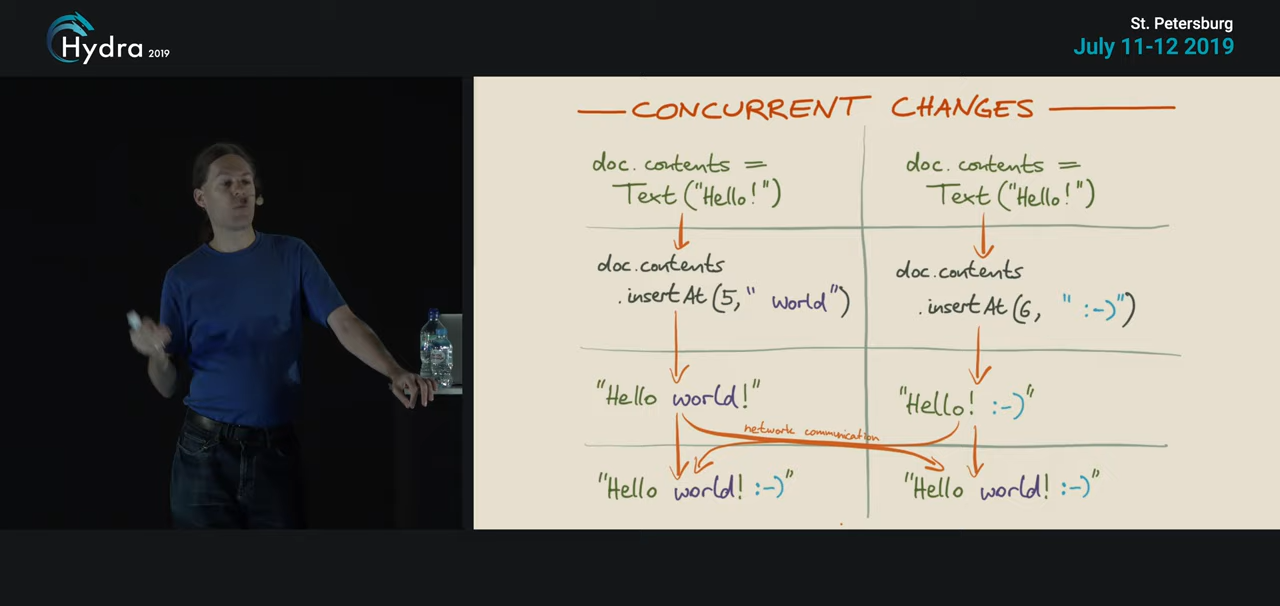 Hydra 2019
St. Petersburg
July 11-12 2019
CONCURRENT CHANGES
doc.contents =
Text ("Hello!")
doc.contents
.insertAt (5, " world")
"Hello world!"
"Hello world! :-)"
doc.contents =
Text ("Hello!")
doc.contents
.insertAt (6, " :-)")
"Hello! :-)"
"Hello world! :-)"
network communication